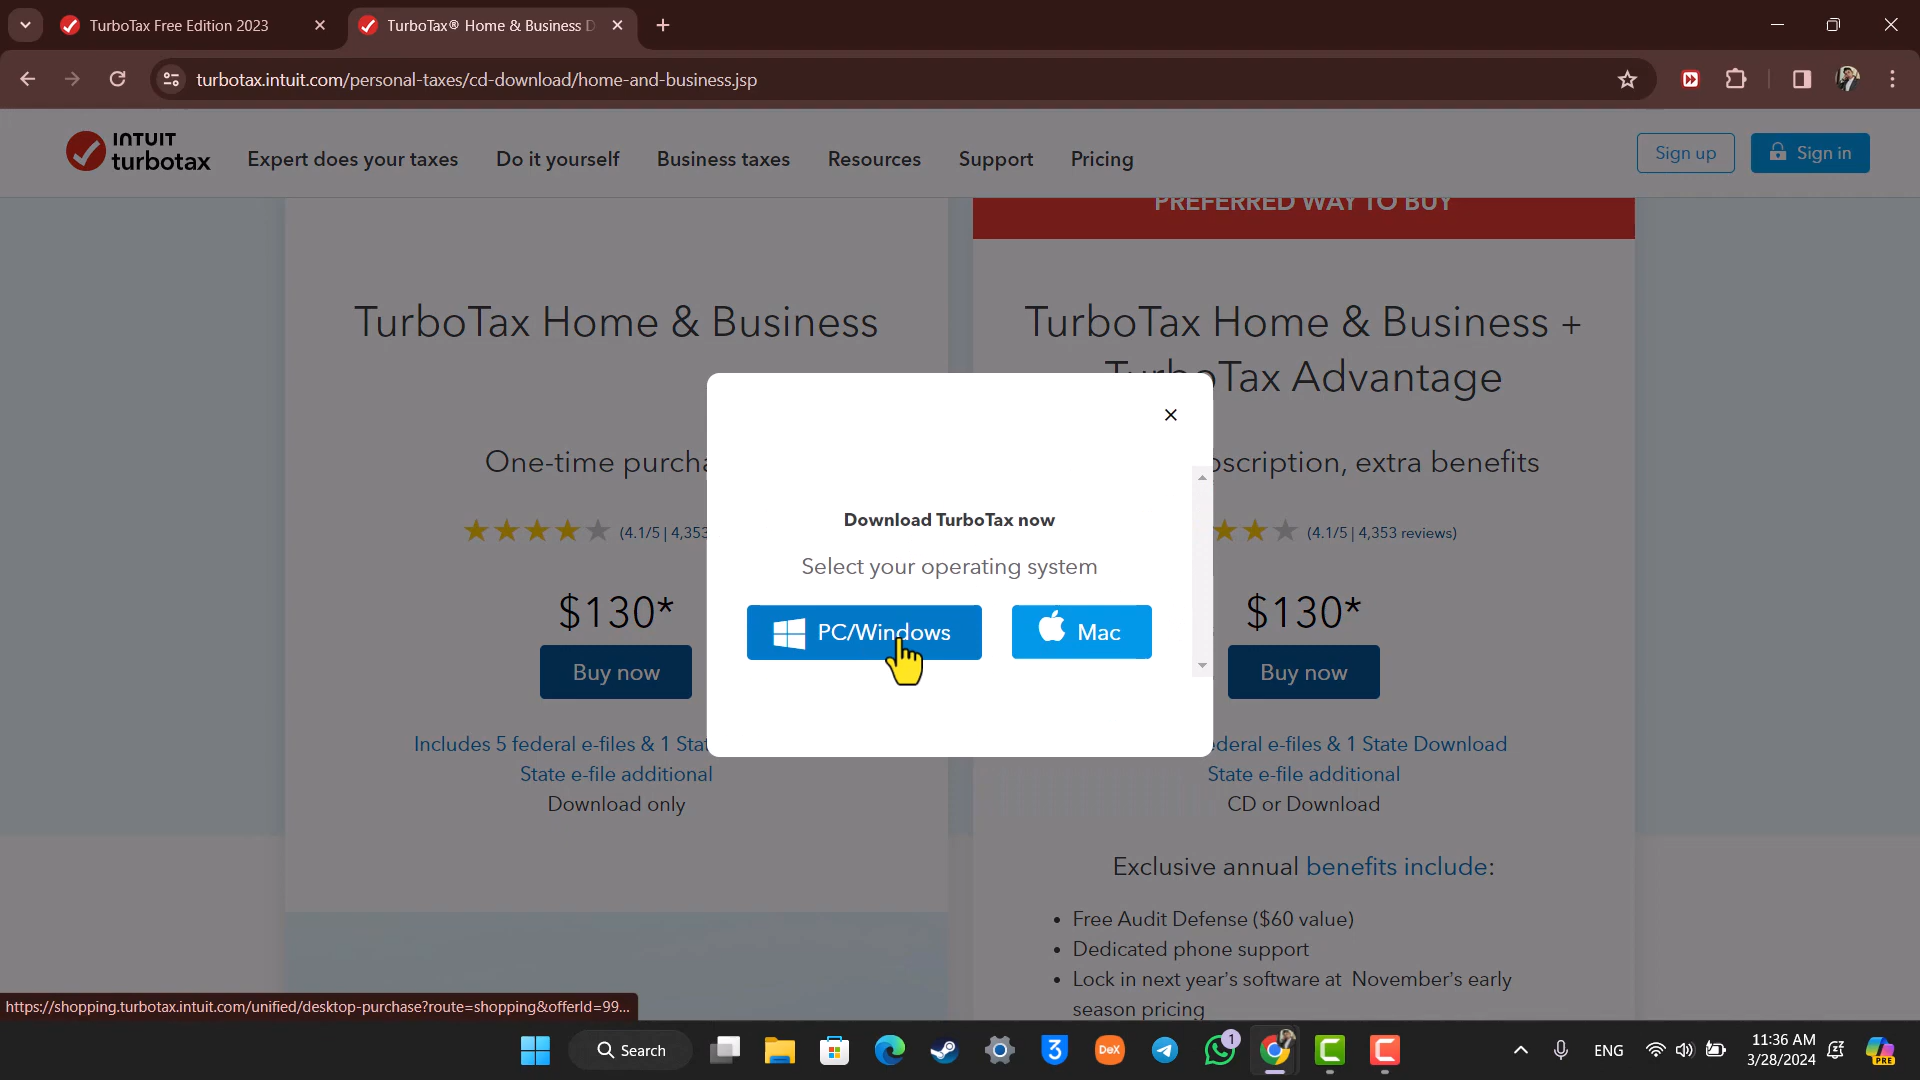 TurboTax Free Edition 2023
TurboTax® Home & Business D
turbotax.intuit.com/personal-taxes/cd-download/home-and-business.jsp
INTUIT
turbotax
Expert does your taxes
Do it yourself
Business taxes
Resources
Support
Pricing
Sign up
Sign in
PREFERRED WAY TO BUY
TurboTax Home & Business
TurboTax Home & Business +
TurboTax Advantage
One-time purcha
bscription, extra benefits
(4.1/5 | 4,353
(4.1/5 | 4,353 reviews)
$130*
$130*
Buy now
Buy now
Includes 5 federal e-files & 1 Stat
State e-file additional
Download only
ederal e-files & 1 State Download
State e-file additional
CD or Download
Download TurboTax now
Select your operating system
PC/Windows
Mac
Exclusive annual benefits include:
• Free Audit Defense ($60 value)
• Dedicated phone support
• Lock in next year's software at November's early
season pricing
https://shopping.turbotax.intuit.com/unified/desktop-purchase?route=shopping&offerId=99...
Search
3
DeX
1
ENG
11:36 AM
3/28/2024
PRE